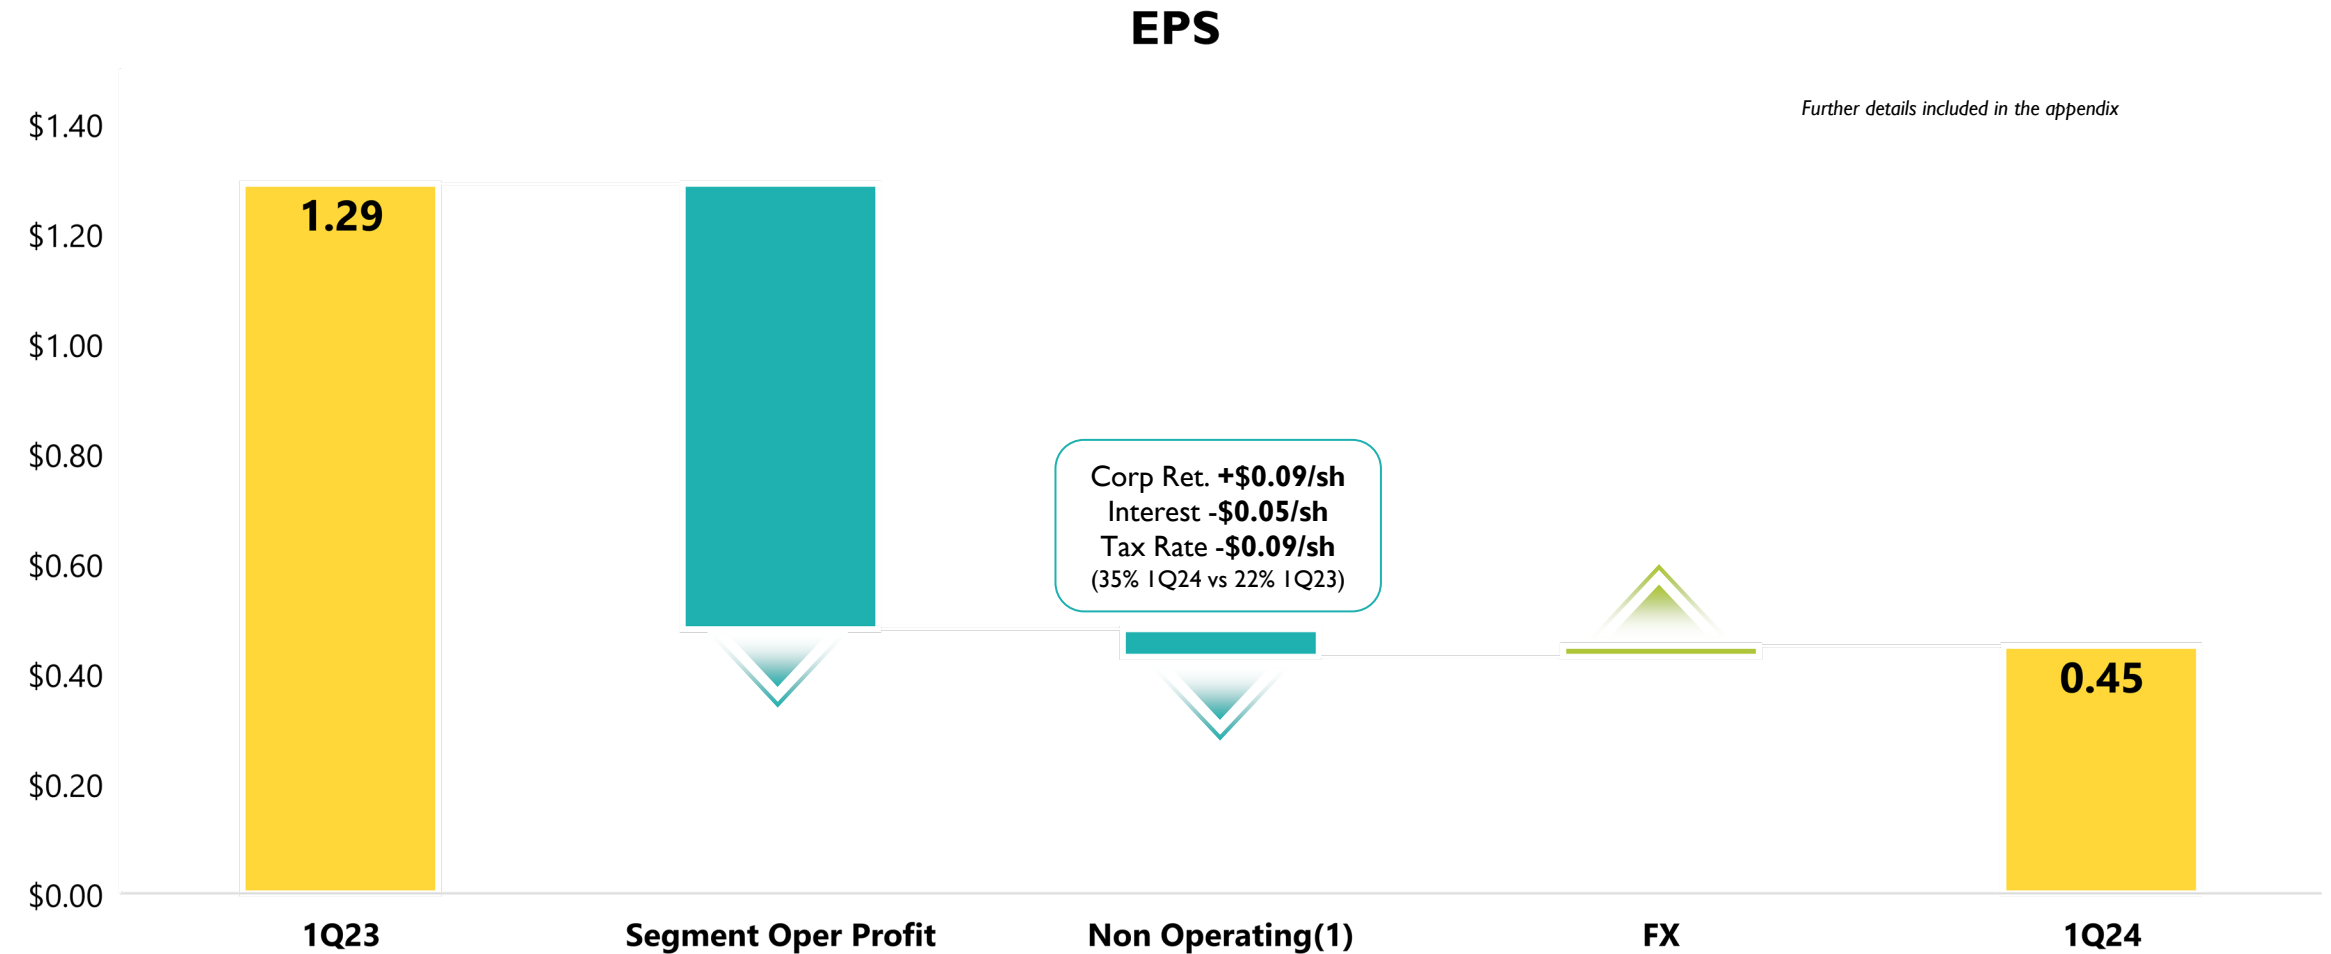 EPS
Further details included in the appendix
$1.40
$1.20
$1.00
$0.80
$0.60
$0.40
$0.20
$0.00
1.29
Corp Ret. +$0.09/sh
Interest -$0.05/sh
Tax Rate -$0.09/sh
(35% 1Q24 vs 22% 1Q23)
0.45
1Q23
Segment Oper Profit
Non Operating(1)
FX
1Q24